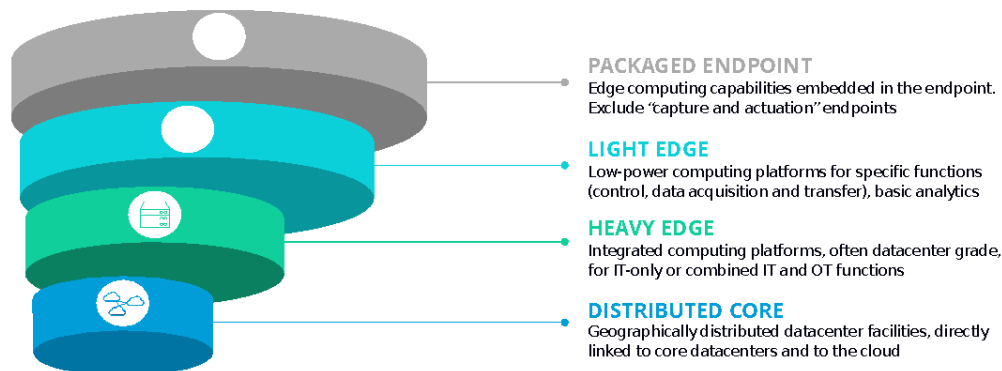 PACKAGED ENDPOINT
Edge computing capabilities embedded in the endpoint.
Exclude “capture and actuation” endpoints
LIGHT EDGE
Low-power computing platforms for specific functions
(control, data acquisition and transfer), basic analytics
HEAVY EDGE
Integrated computing platforms, often datacenter grade,
for IT-only or combined IT and OT functions
DISTRIBUTED CORE
Geographically distributed datacenter facilities, directly
linked to core datacenters and to the cloud